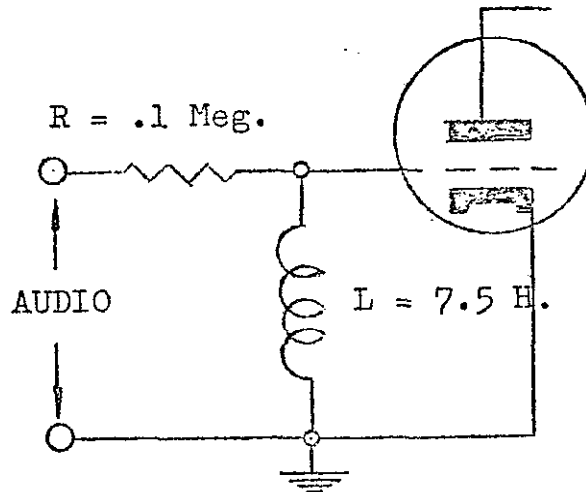 R = .1 Meg.
AUDIO
L = 7.5 H.